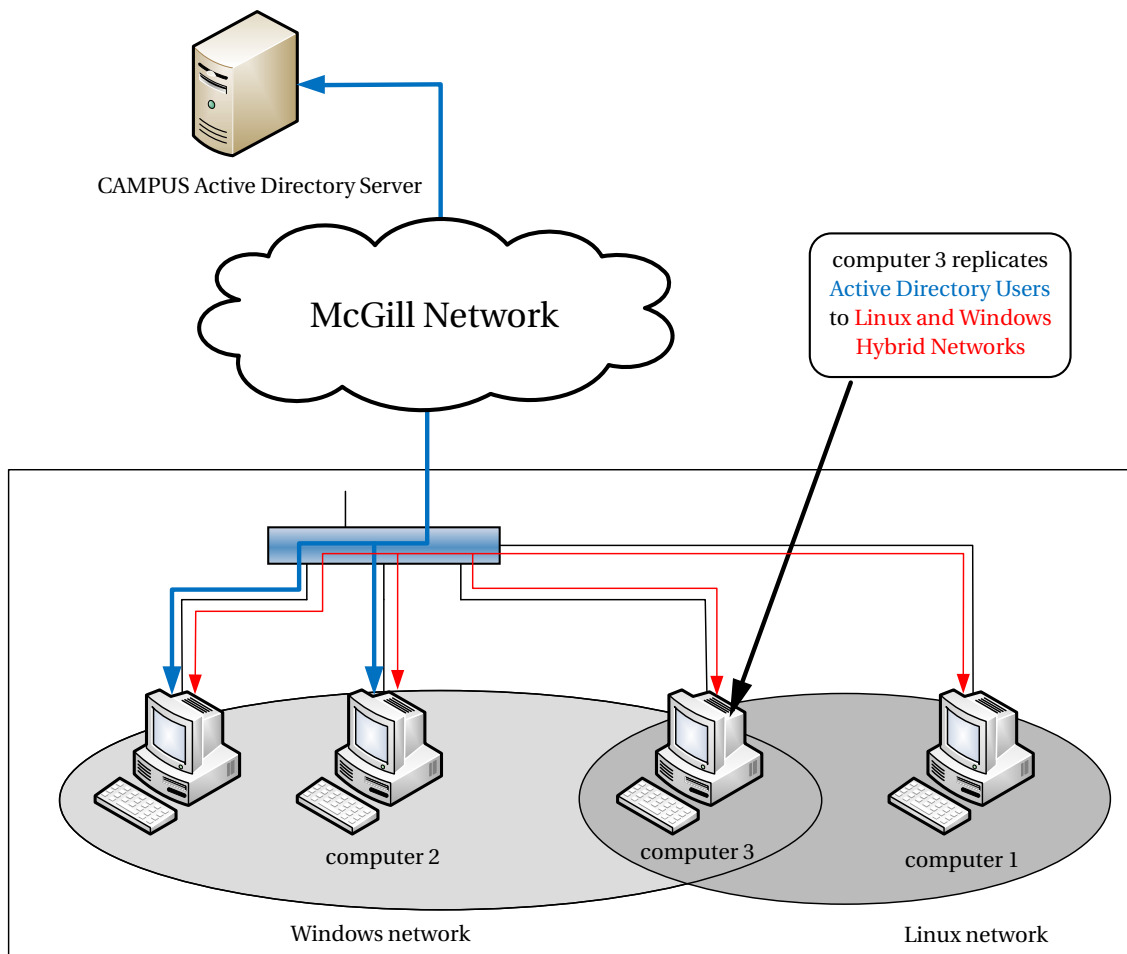 CAMPUS Active Directory Server
McGill Network
computer 3 replicates
Active Directory Users
to Linux and Windows
Hybrid Networks
computer 2
computer 3
computer 1
Windows network
Linux network